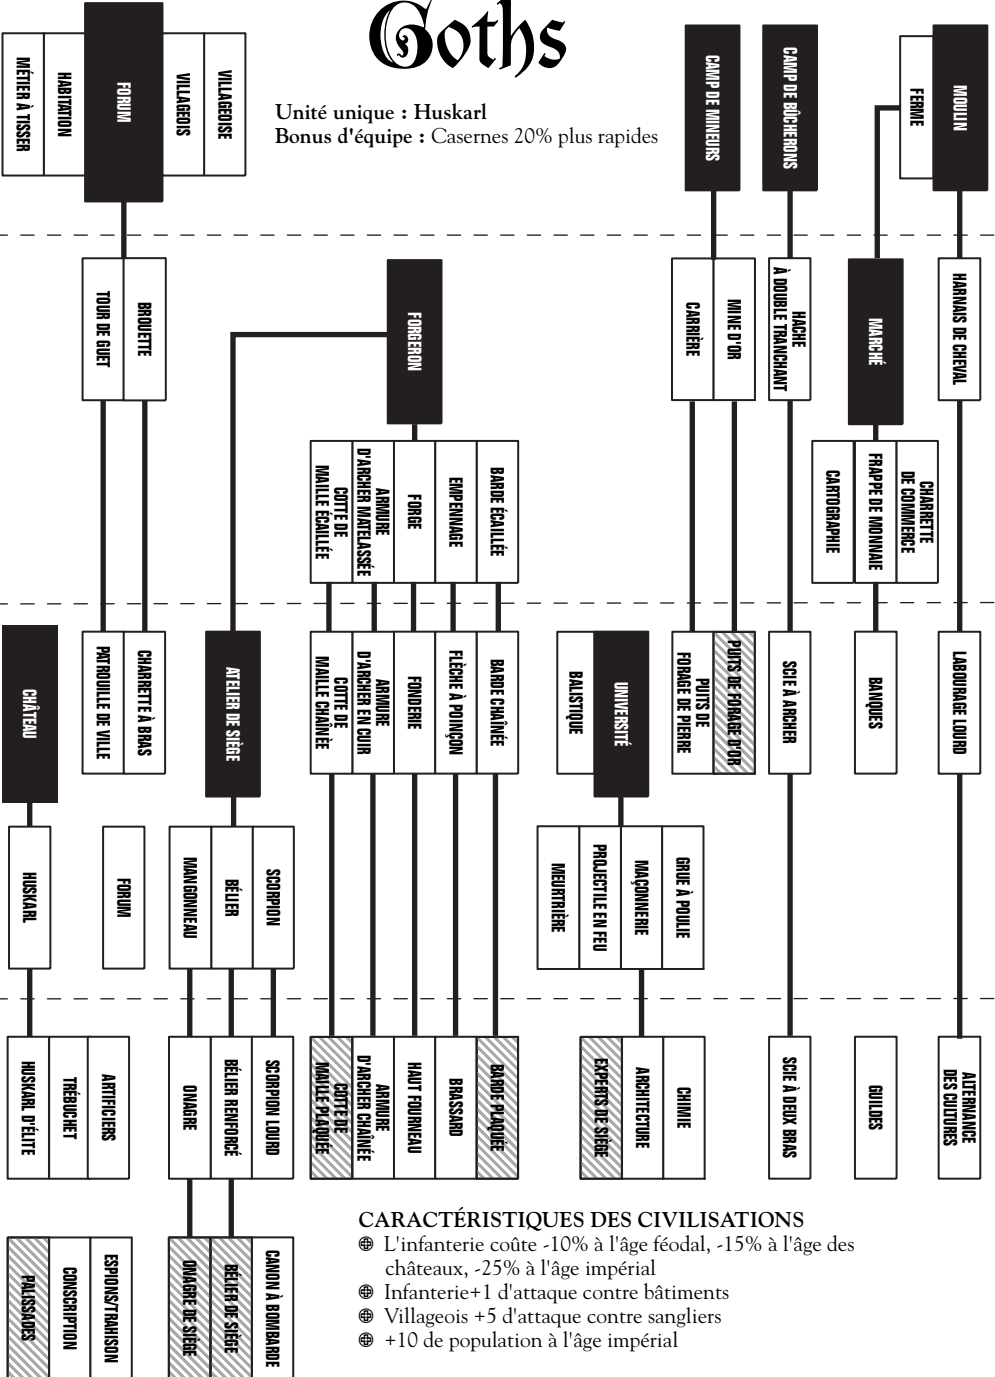 Goths
Unité unique : Huskarl
Bonus d'équipe : Casernes 20% plus rapides
MÉTIER À TISSER
HABITATION
FORUM
VILLAGEOIS
VILLAGEOISE
CAMP DE MINEURS
CAMP DE BÛCHERONS
FERME
MOULIN
TOUR DE GUET
BROUETTE
FORGERON
CARRIÈRE
MINE D'OR
HACHE
À DOUBLE TRANCHANT
MARCHÉ
HARNAIS DE CHEVAL
COTTE DE
MAILLE ÉCAILLÉE
ARMURE
D'ARCHER MATELASSÉE
FORGE
EMPENNAGE
BARDE ÉCAILLÉE
CARTOGRAPHIE
FRAPPE DE MONNAIE
CHARRETTE
DE COMMERCE
CHÂTEAU
PATROUILLE DE VILLE
CHARRETTE À BRAS
ATELIER DE SIÈGE
COTTE DE
MAILLE CHAÎNÈE
ARMURE
D'ARCHER EN CUIR
FONDERIE
FLÈCHE À POINÇON
BARDE CHAÎNÉE
BALISTIQUE
UNIVERSITÉ
PUITS DE
FORAGE DE PIERRE
PUITS DE FORAGE D'OR
SCIE À ARCHER
BANQUES
LABOURAGE LOURD
HUSKARL
FORUM
MANGONNEAU
BÉLIER
SCORPION
MEURTRIÈRE
PROJECTILE EN FEU
MAÇONNERIE
GRUE À POULIE
HUSKARL D'ÉLITE
TRÉBUCHET
ARTIFICIERS
ONAGRE
BÉLIER RENFORCÉ
SCORPION LOURD
COTTE DE
MAILLE PLAQUÉE
ARMURE
D'ARCHER CHAÎNÉE
HAUT FOURNEAU
BRASSARD
BARDE PLAQUÉE
EXPERTS DE SIÈGE
ARCHITECTURE
CHIMIE
SCIE À DEUX BRAS
GUILDES
ALTERNANCE
DES CULTURES
PALISSADES
CONSCRIPTION
ESPIONS/TRAHISON
ONAGRE DE SIÈGE
BÉLIER DE SIÈGE
CANON À BOMBARDE
CARACTÉRISTIQUES DES CIVILISATIONS
L'infanterie coûte -10% à l'âge féodal, -15% à l'âge des
châteaux, -25% à l'âge impérial
Infanterie+1 d'attaque contre bâtiments
Villageois +5 d'attaque contre sangliers
+10 de population à l'âge impérial